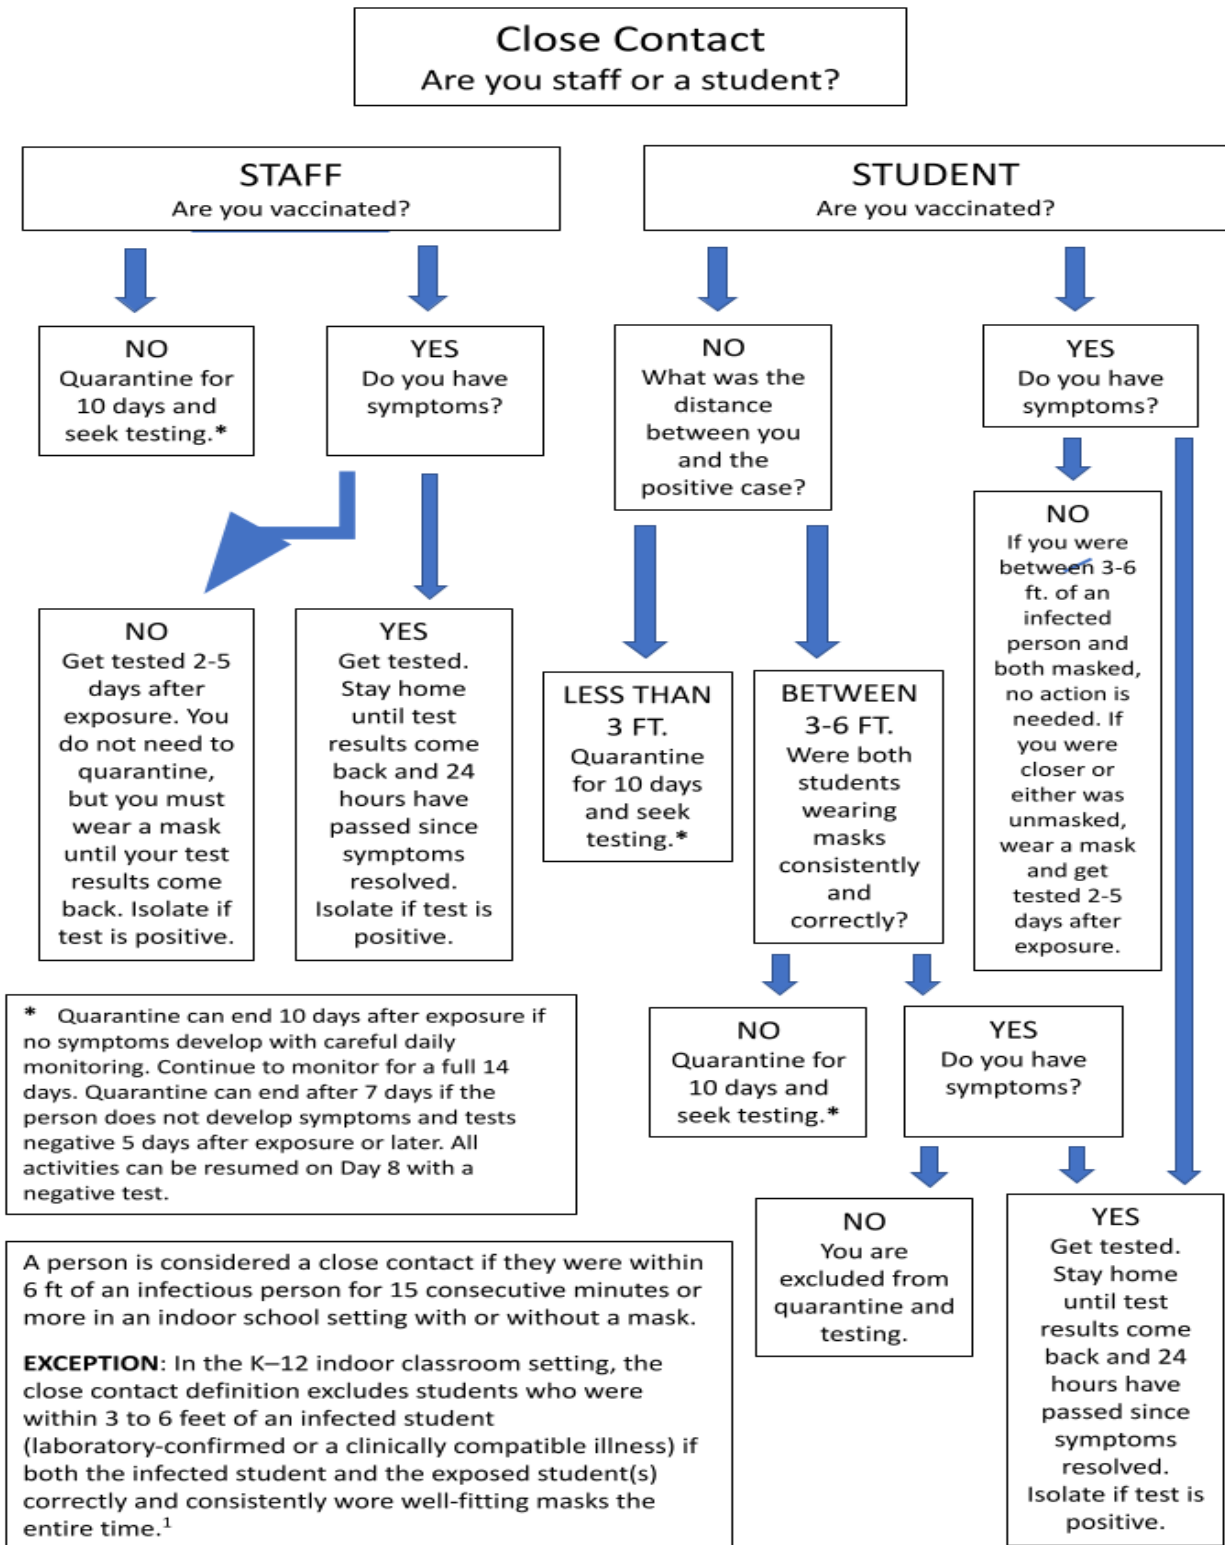 Close Contact
Are you staff or a student?
STAFF
Are you vaccinated?
STUDENT
Are you vaccinated?
NO
Quarantine for
10 days and
seek testing.*
YES
Do you have
symptoms?
NO
What was the
distance
between you
and the
positive case?
YES
Do you have
symptoms?
NO
Get tested 2-5
days after
exposure. You
do not need to
quarantine,
but you must
wear a mask
until your test
results come
back. Isolate if
test is positive.
YES
Get tested.
Stay home
until test
results come
back and 24
hours have
passed since
symptoms
resolved.
Isolate if test is
positive.
LESS THAN
3 FT.
Quarantine
for 10 days
and seek
testing.*
BETWEEN
3-6 FT.
Were both
students
wearing
masks
consistently
and
correctly?
NO
If you were
between 3-6
ft. of an
infected
person and
both masked,
no action is
needed. If
you were
closer or
either was
unmasked,
wear a mask
and get
tested 2-5
days after
exposure.
* Quarantine can end 10 days after exposure if
no symptoms develop with careful daily
monitoring. Continue to monitor for a full 14
days. Quarantine can end after 7 days if the
person does not develop symptoms and tests
negative 5 days after exposure or later. All
activities can be resumed on Day 8 with a
negative test.
NO
Quarantine for
10 days and
seek testing.*
YES
Do you have
symptoms?
NO
You are
excluded from
quarantine and
testing.
YES
Get tested.
Stay home
until test
results come
back and 24
hours have
passed since
symptoms
resolved.
Isolate if test is
positive.
A person is considered a close contact if they were within
6 ft of an infectious person for 15 consecutive minutes or
more in an indoor school setting with or without a mask.
EXCEPTION: In the K–12 indoor classroom setting, the
close contact definition excludes students who were
within 3 to 6 feet of an infected student
(laboratory-confirmed or a clinically compatible illness) if
both the infected student and the exposed student(s)
correctly and consistently wore well-fitting masks the
entire time.¹